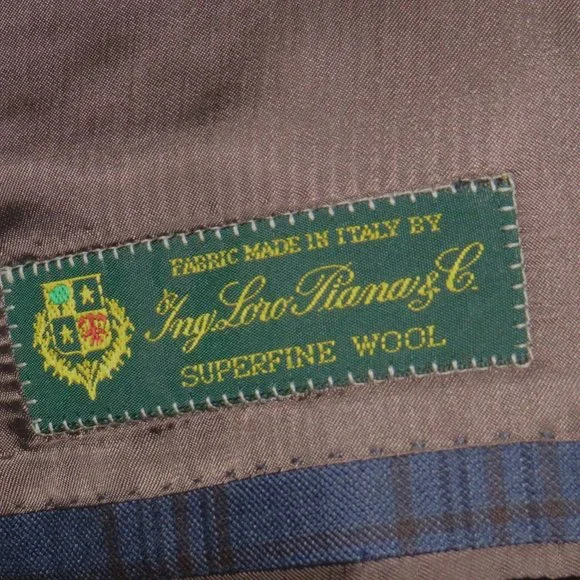 FABRIC MADE IN ITALY BY
Ing. Loro Piana & C.
SUPERFINE WOOL